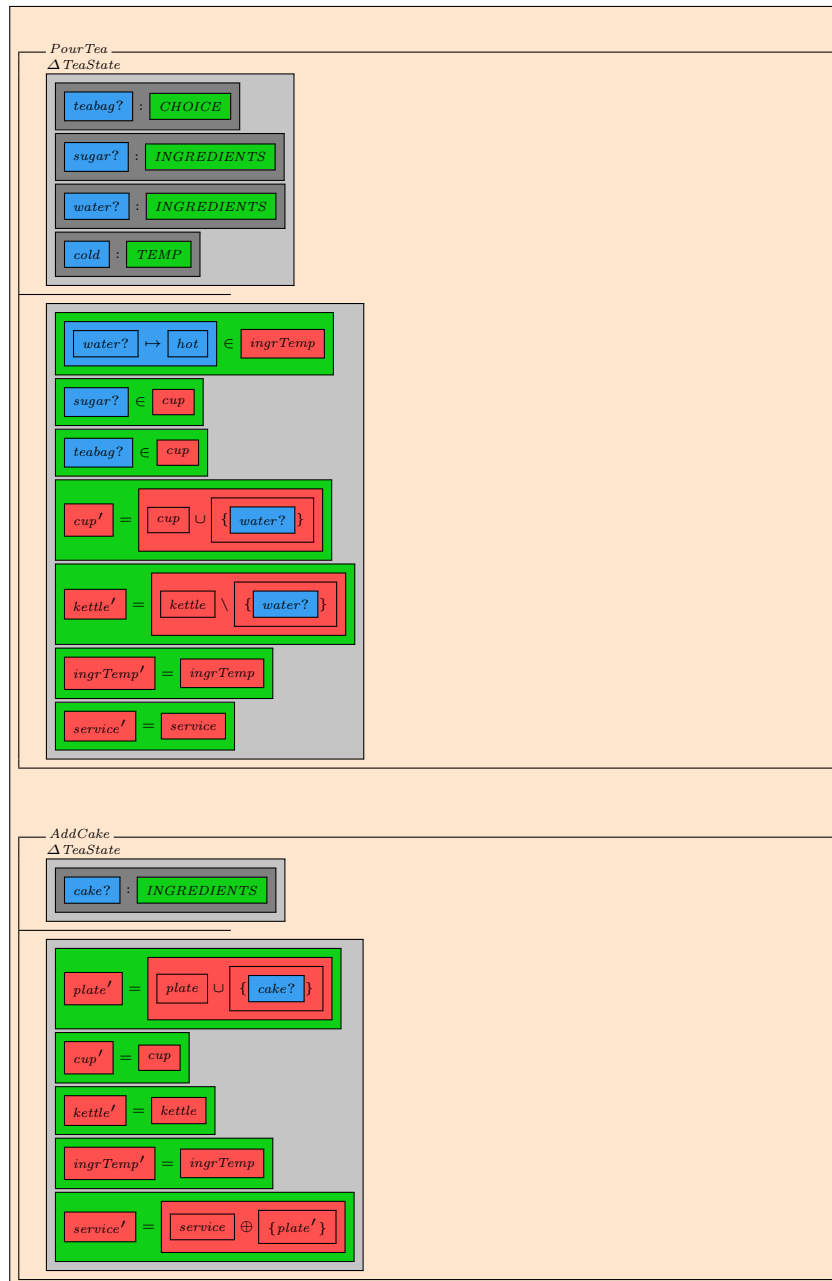 PourTea
Δ TeaState
teabag? : CHOICE
sugar? : INGREDIENTS
water? : INGREDIENTS
cold : TEMP
water? ↦ hot ∈ ingrTemp
sugar? ∈ cup
teabag? ∈ cup
cup′ = cup ∪ {water?}
kettle′ = kettle \ {water?}
ingrTemp′ = ingrTemp
service′ = service
AddCake
Δ TeaState
cake? : INGREDIENTS
plate′ = plate ∪ {cake?}
cup′ = cup
kettle′ = kettle
ingrTemp′ = ingrTemp
service′ = service ⊕ {plate′}